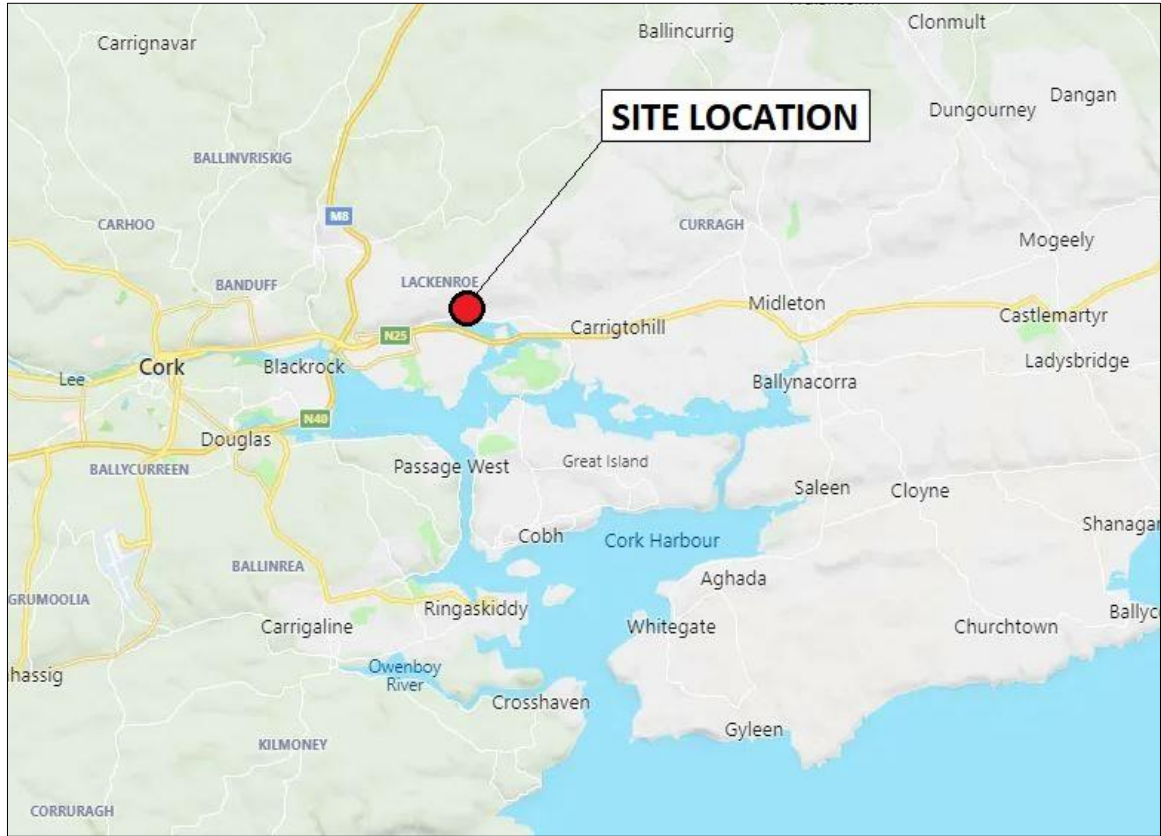 Clonmult
Ballincurrig
Carrignavar
Dangan
Dungourney
SITE LOCATION
BALLINVRISKIG
M8
CARHOO
CURRAGH
Mogeely
LACKENROE
BANDUFF
Midleton
Castlemartyr
Carrigtohill
N25
Cork
Blackrock
Ladysbridge
Lee
Ballynacorra
N40
Douglas
BALLYCURREEN
Passage West
Great Island
Saleen
Cloyne
Shanagar
Cobh
Cork Harbour
BALLINREA
Aghada
GRUMOOLIA
Ringaskiddy
Carrigaline
Whitegate
Churchtown
Ballyc
hassig
Owenboy
River
Crosshaven
Gyleen
KILMONEY
CORRURAGH